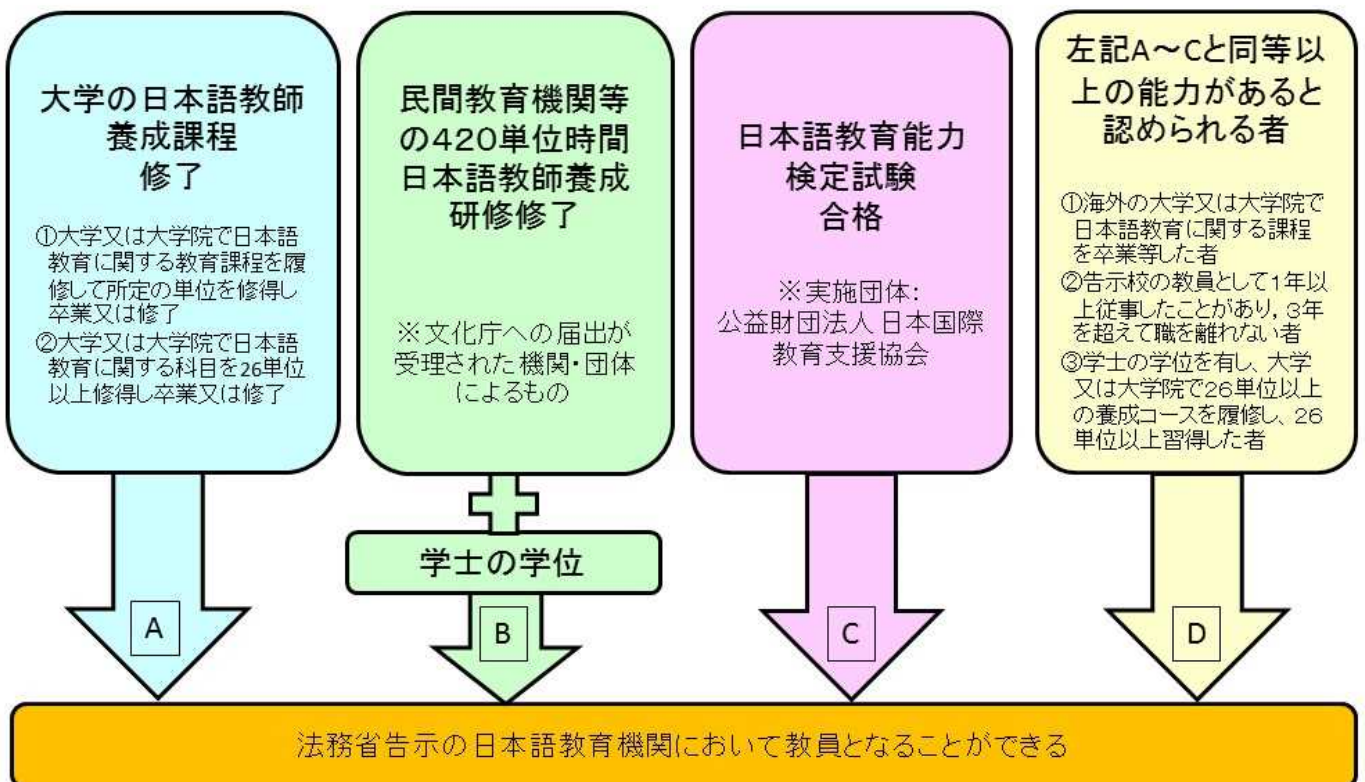 大学の日本語教師
養成課程
修了
①大学又は大学院で日本語
教育に関する教育課程を履
修して所定の単位を修得し
卒業又は修了
②大学又は大学院で日本語
教育に関する科目を26単位
以上修得し卒業又は修了
A
民間教育機関等
の420単位時間
日本語教師養成
研修修了
※文化庁への届出が
受理された機関・団体
によるもの
学士の学位
B
日本語教育能力
検定試験
合格
※実施団体:
公益財団法人 日本国際
教育支援協会
C
左記A～Cと同等以
上の能力があると
認められる者
①海外の大学又は大学院で
日本語教育に関する課程
を卒業等した者
②告示校の教員として1年以
上従事したことがあり，3年
を超えて職を離れない者
③学士の学位を有し、大学
又は大学院で26単位以上
の養成コースを履修し、26
単位以上習得した者
D
法務省告示の日本語教育機関において教員となることができる